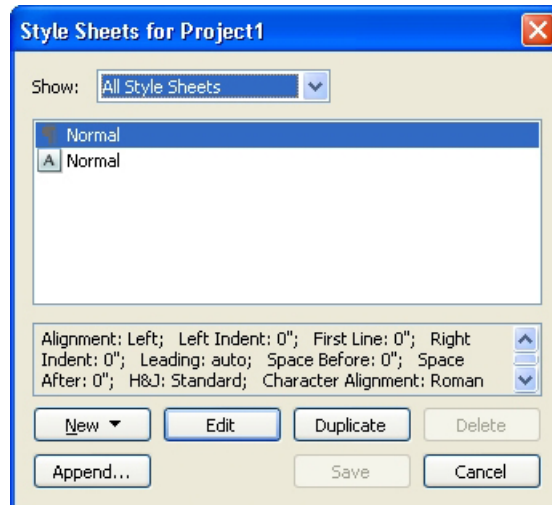 Style Sheets for Project1
Show: All Style Sheets
¶ Normal
A Normal
Alignment: Left; Left Indent: 0"; First Line: 0"; Right
Indent: 0"; Leading: auto; Space Before: 0"; Space
After: 0"; H&J: Standard; Character Alignment: Roman
New Edit Duplicate Delete
Append... Save Cancel